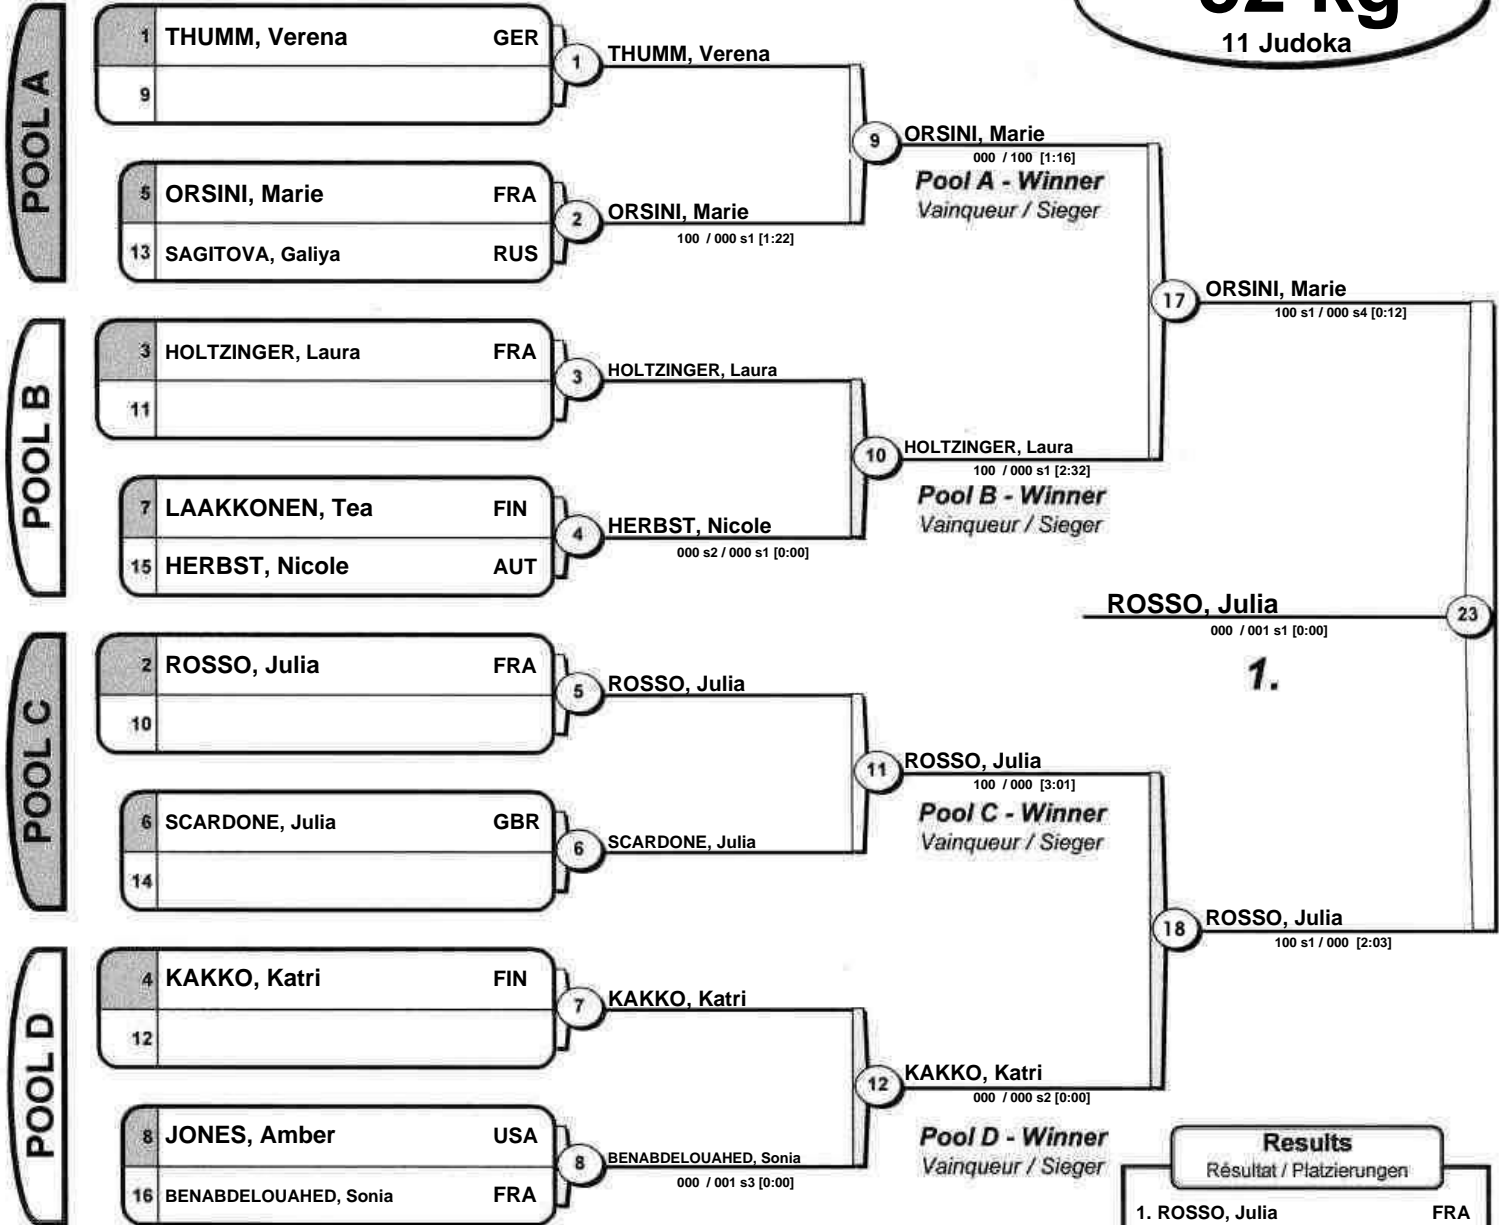 11 Judoka
POOL A
1 THUMM, Verena GER
9
5 ORSINI, Marie FRA
13 SAGITOVA, Galiya RUS
1 THUMM, Verena
2 ORSINI, Marie
100 / 000 s1 [1:22]
9 ORSINI, Marie
000 / 100 [1:16]
Pool A - Winner
Vainqueur / Sieger
POOL B
3 HOLTZINGER, Laura FRA
11
7 LAAKKONEN, Tea FIN
15 HERBST, Nicole AUT
3 HOLTZINGER, Laura
4 HERBST, Nicole
000 s2 / 000 s1 [0:00]
10 HOLTZINGER, Laura
100 / 000 s1 [2:32]
Pool B - Winner
Vainqueur / Sieger
17 ORSINI, Marie
100 s1 / 000 s4 [0:12]
POOL C
2 ROSSO, Julia FRA
10
6 SCARDONE, Julia GBR
14
5 ROSSO, Julia
6 SCARDONE, Julia
11 ROSSO, Julia
100 / 000 [3:01]
Pool C - Winner
Vainqueur / Sieger
POOL D
4 KAKKO, Katri FIN
12
8 JONES, Amber USA
16 BENABDELOUAHED, Sonia FRA
7 KAKKO, Katri
8 BENABDELOUAHED, Sonia
000 / 001 s3 [0:00]
12 KAKKO, Katri
000 / 000 s2 [0:00]
Pool D - Winner
Vainqueur / Sieger
18 ROSSO, Julia
100 s1 / 000 [2:03]
ROSSO, Julia 23
000 / 001 s1 [0:00]
1.
Results
Résultat / Platzierungen
1. ROSSO, Julia FRA